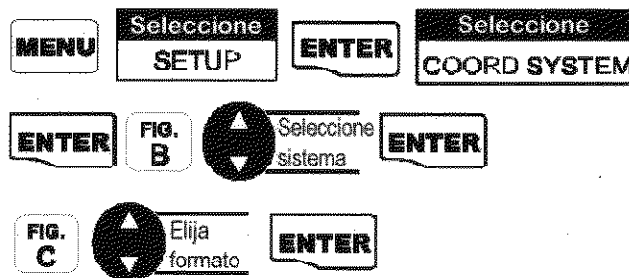 MENU Seleccione SETUP ENTER Seleccione COORD SYSTEM
ENTER FIG. B Seleccione sistema ENTER
FIG. C Elija formato ENTER